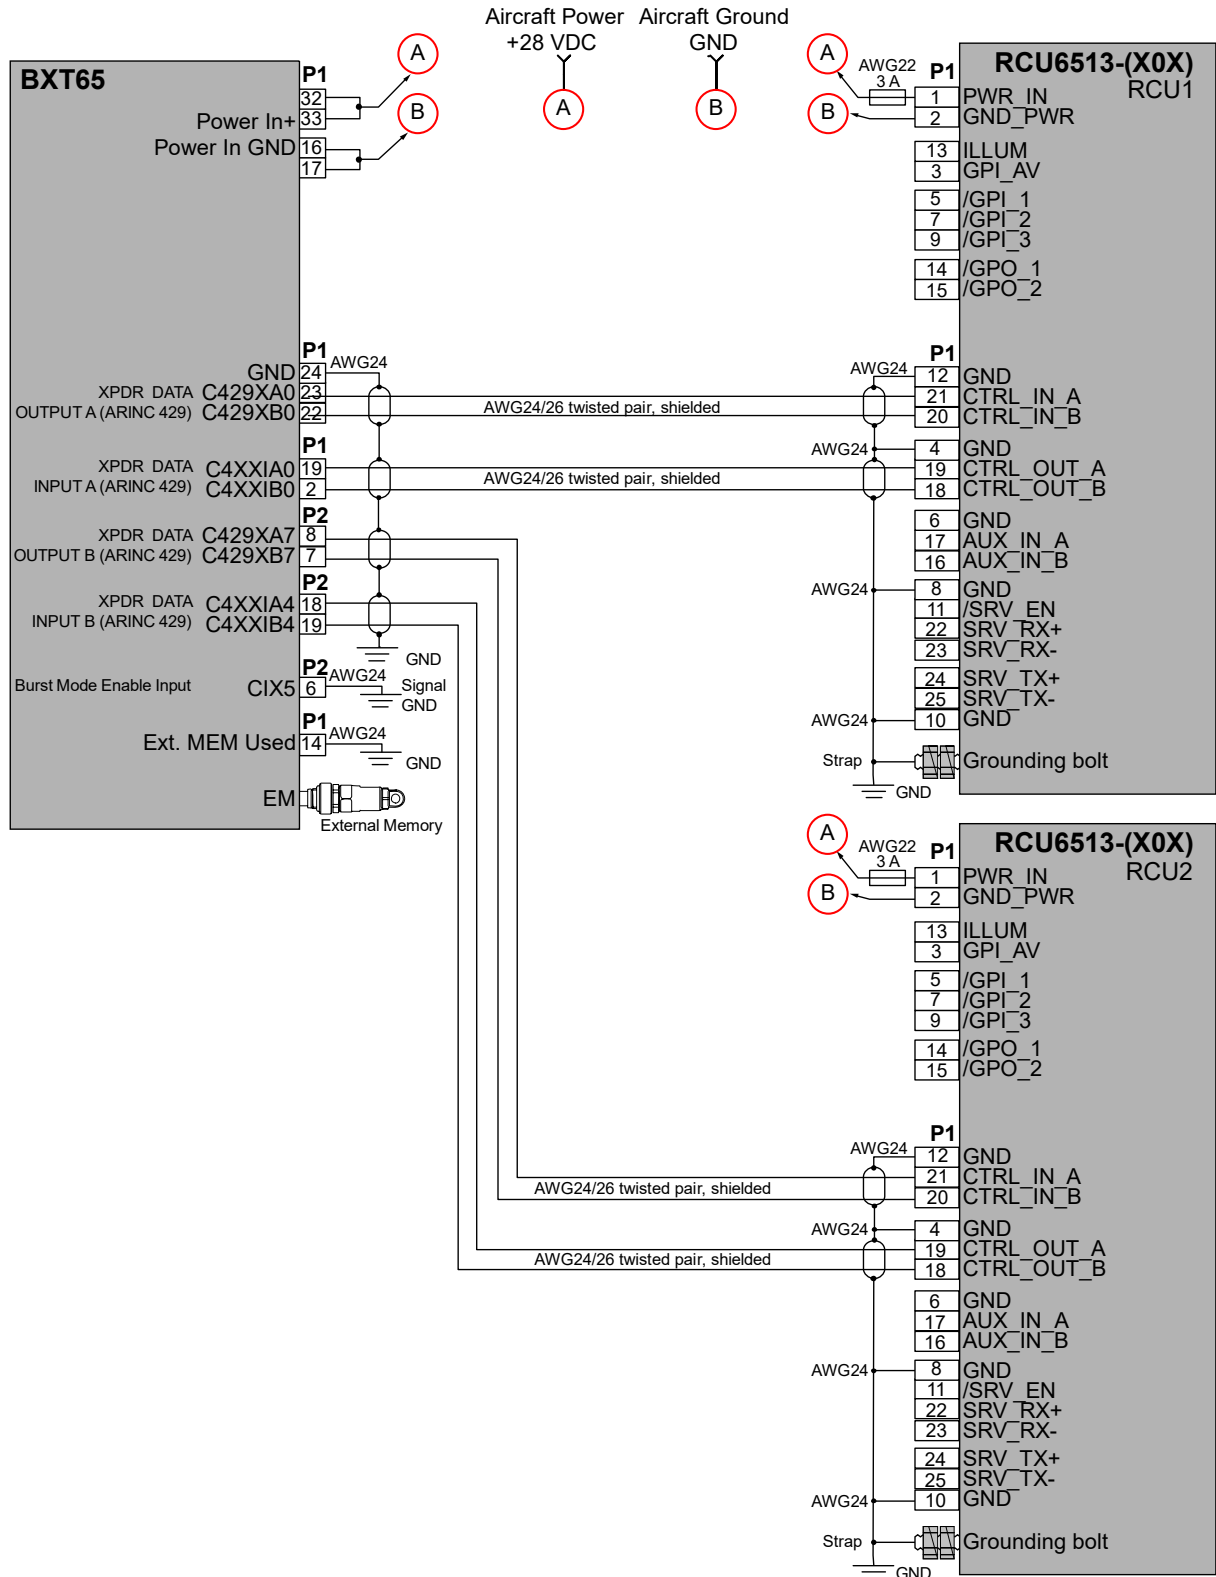 Aircraft Power Aircraft Ground
+28 VDC GND
A
B
BXT65
P1
32
33
Power In+
Power In GND 16
17
A
B
P1
GND 24 AWG24
XPDR DATA C429XA0 23
OUTPUT A (ARINC 429) C429XB0 22
AWG24/26 twisted pair, shielded
P1
XPDR DATA C4XXIA0 19
INPUT A (ARINC 429) C4XXIB0 2
AWG24/26 twisted pair, shielded
P2
XPDR DATA C429XA7 8
OUTPUT B (ARINC 429) C429XB7 7
P2
XPDR DATA C4XXIA4 18
INPUT B (ARINC 429) C4XXIB4 19
GND
P2
Burst Mode Enable Input CIX5 6 AWG24 Signal
GND
P1
Ext. MEM Used 14 AWG24
GND
EM
External Memory
RCU6513-(X0X)
RCU1
A
B
AWG22
3 A
P1
1 PWR_IN
2 GND_PWR
13 ILLUM
3 GPI_AV
5 /GPI_1
7 /GPI_2
9 /GPI_3
14 /GPO_1
15 /GPO_2
P1
AWG24 12 GND
21 CTRL_IN_A
20 CTRL_IN_B
AWG24 4 GND
19 CTRL_OUT_A
18 CTRL_OUT_B
6 GND
17 AUX_IN_A
16 AUX_IN_B
AWG24 8 GND
11 /SRV_EN
22 SRV_RX+
23 SRV_RX-
24 SRV_TX+
25 SRV_TX-
AWG24 10 GND
Strap Grounding bolt
GND
RCU6513-(X0X)
RCU2
A
B
AWG22
3 A
P1
1 PWR_IN
2 GND_PWR
13 ILLUM
3 GPI_AV
5 /GPI_1
7 /GPI_2
9 /GPI_3
14 /GPO_1
15 /GPO_2
P1
AWG24 12 GND
21 CTRL_IN_A
AWG24/26 twisted pair, shielded
20 CTRL_IN_B
AWG24 4 GND
19 CTRL_OUT_A
AWG24/26 twisted pair, shielded
18 CTRL_OUT_B
6 GND
17 AUX_IN_A
16 AUX_IN_B
AWG24 8 GND
11 /SRV_EN
22 SRV_RX+
23 SRV_RX-
24 SRV_TX+
25 SRV_TX-
AWG24 10 GND
Strap Grounding bolt
GND